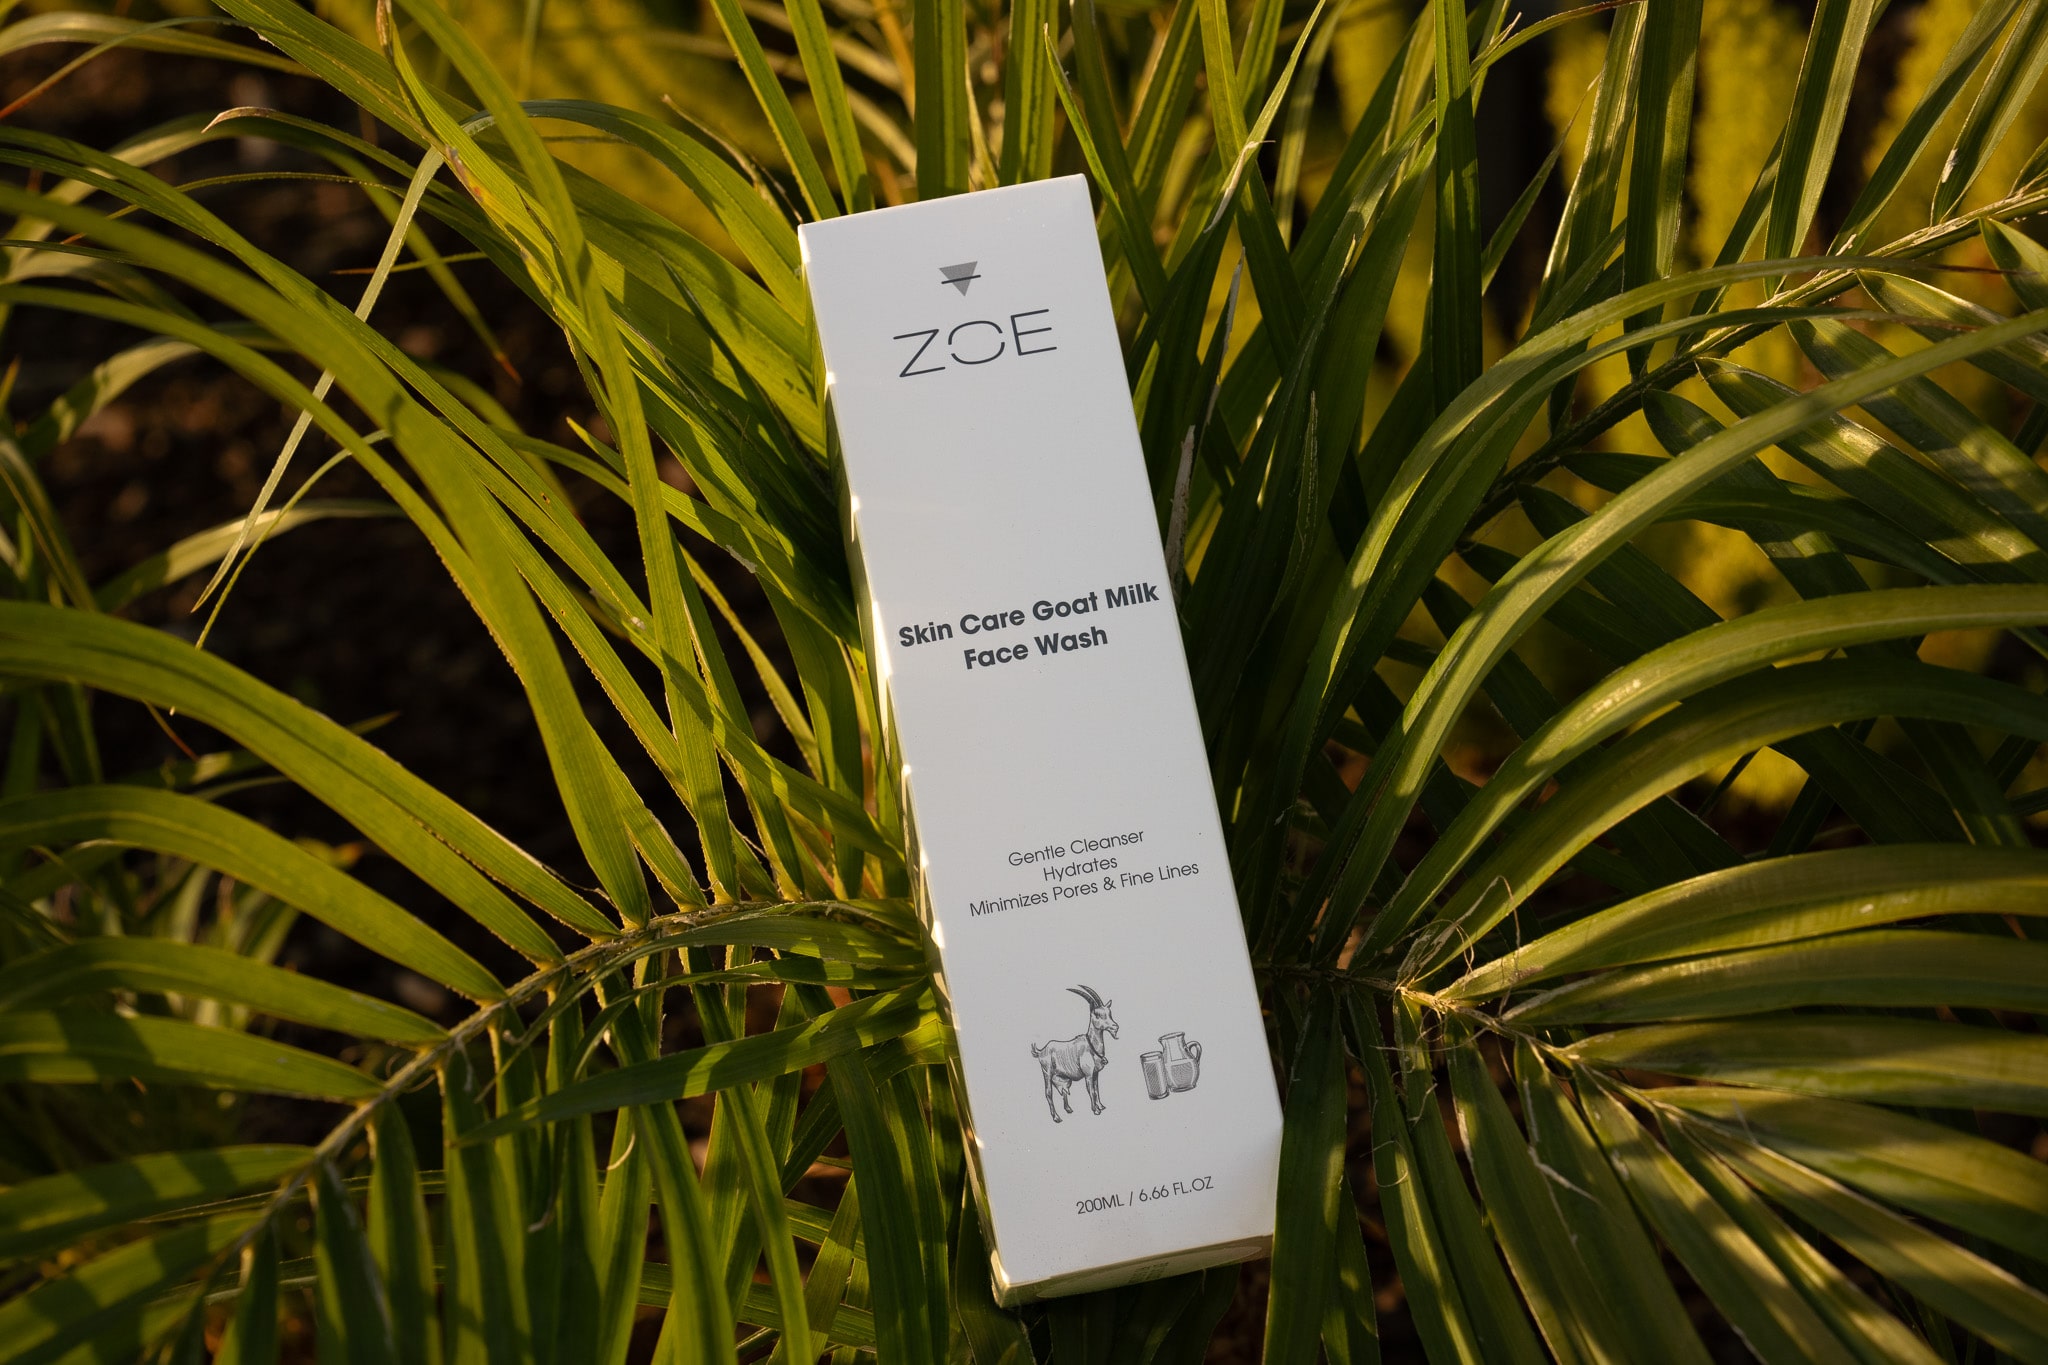 ZOE
Skin Care Goat Milk
Face Wash
Gentle Cleanser
Hydrates
Minimizes Pores & Fine Lines
200ML / 6.66 FL.OZ